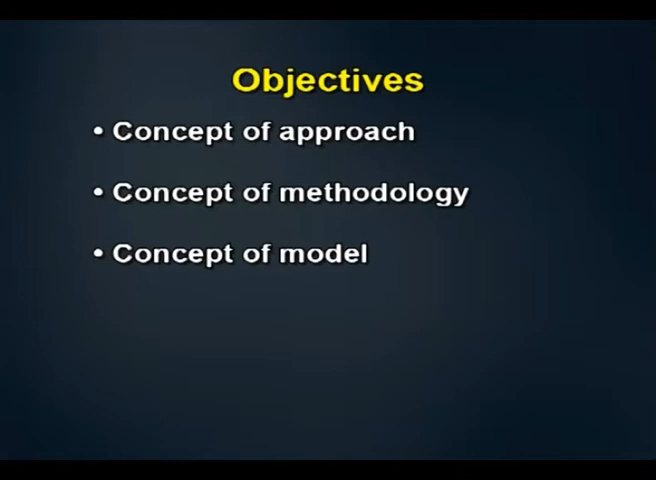 Objectives
• Concept of approach
• Concept of methodology
• Concept of model